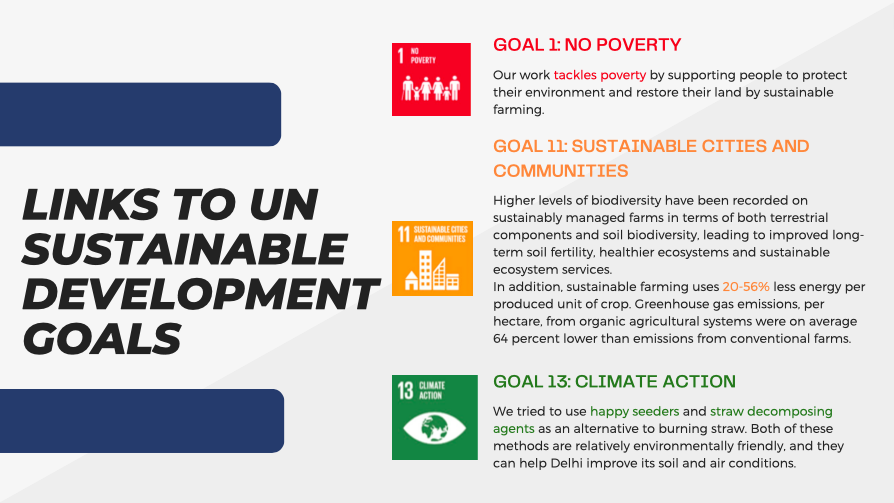 LINKS TO UN
SUSTAINABLE
DEVELOPMENT
GOALS
1 NO
POVERTY
GOAL 1: NO POVERTY
Our work tackles poverty by supporting people to protect
their environment and restore their land by sustainable
farming.
11 SUSTAINABLE CITIES
AND COMMUNITIES
GOAL 11: SUSTAINABLE CITIES AND
COMMUNITIES
Higher levels of biodiversity have been recorded on
sustainably managed farms in terms of both terrestrial
components and soil biodiversity, leading to improved long-
term soil fertility, healthier ecosystems and sustainable
ecosystem services.
In addition, sustainable farming uses 20-56% less energy per
produced unit of crop. Greenhouse gas emissions, per
hectare, from organic agricultural systems were on average
64 percent lower than emissions from conventional farms.
13 CLIMATE
ACTION
GOAL 13: CLIMATE ACTION
We tried to use happy seeders and straw decomposing
agents as an alternative to burning straw. Both of these
methods are relatively environmentally friendly, and they
can help Delhi improve its soil and air conditions.